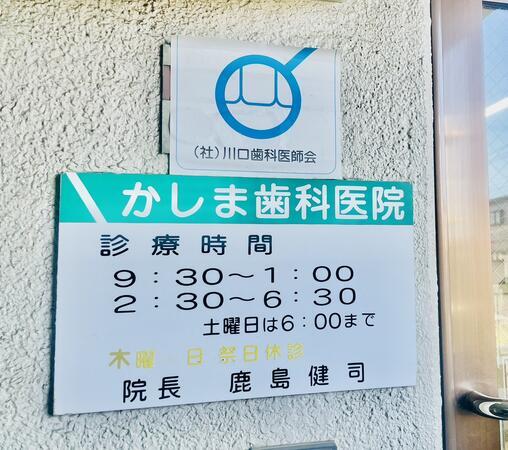 (社)川口歯科医師会
かしま歯科医院
診療時間
9:30〜1:00
2:30〜6:30
土曜日は6:00まで
木曜 日 祭日休診
院長 鹿島健司